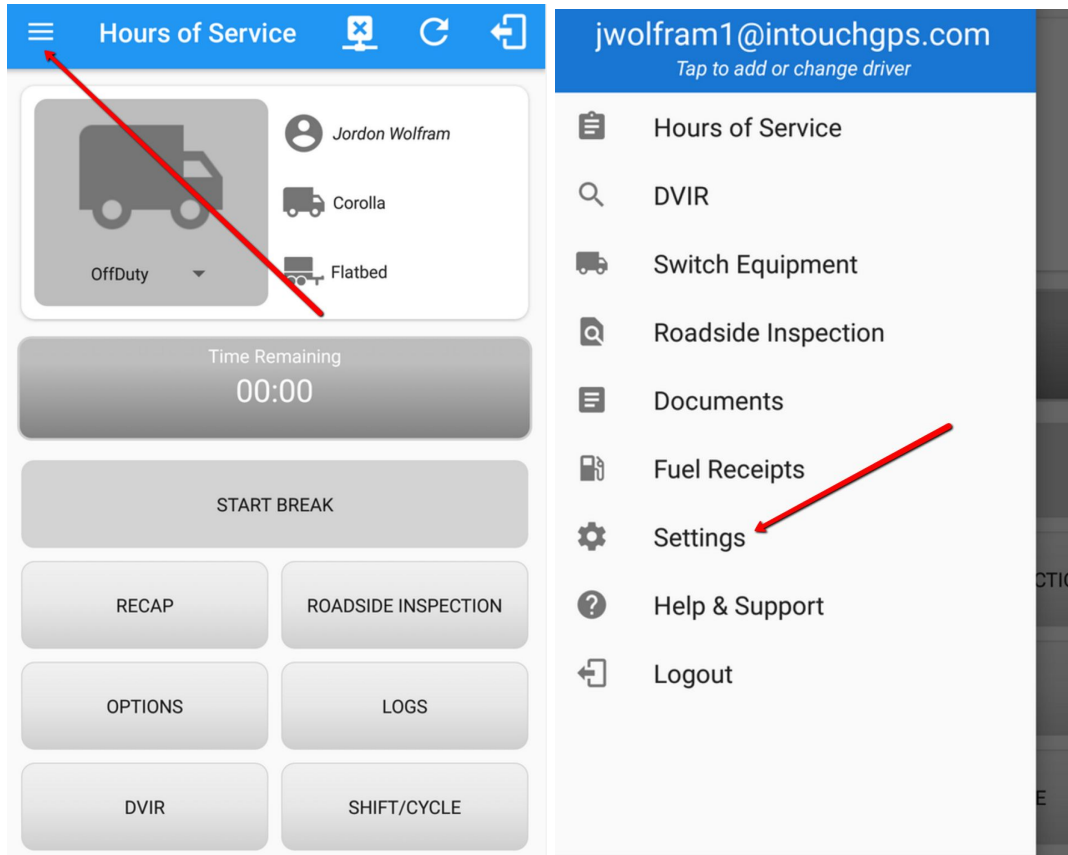 Hours of Service
Jordon Wolfram
Corolla
OffDuty
Flatbed
Time Remaining
00:00
START BREAK
RECAP
ROADSIDE INSPECTION
OPTIONS
LOGS
DVIR
SHIFT/CYCLE
jwolfram1@intouchgps.com
Tap to add or change driver
Hours of Service
DVIR
Switch Equipment
Roadside Inspection
Documents
Fuel Receipts
Settings
Help & Support
Logout